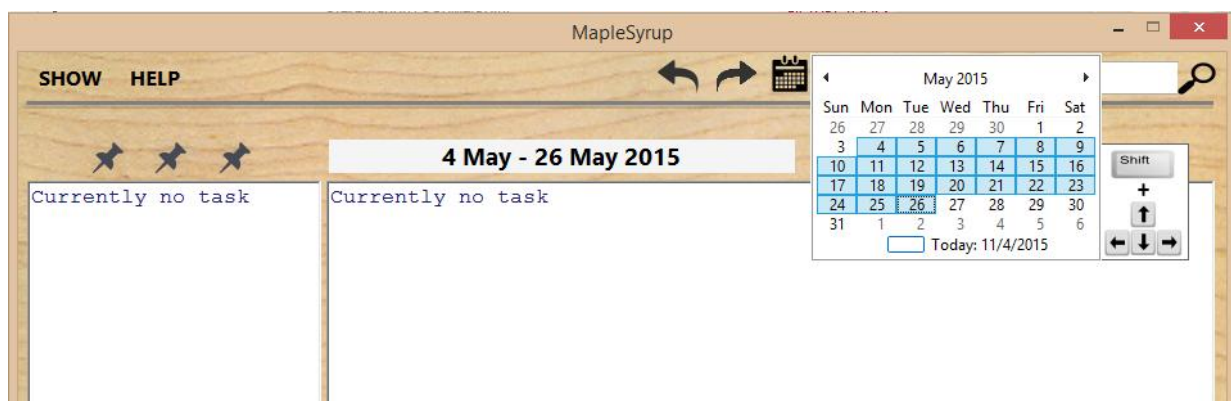 MapleSyrup
SHOW HELP
May 2015
Sun Mon Tue Wed Thu Fri Sat
26 27 28 29 30 1 2
3 4 5 6 7 8 9
10 11 12 13 14 15 16
17 18 19 20 21 22 23
24 25 26 27 28 29 30
31 1 2 3 4 5 6
Today: 11/4/2015
Shift
+
4 May - 26 May 2015
Currently no task
Currently no task